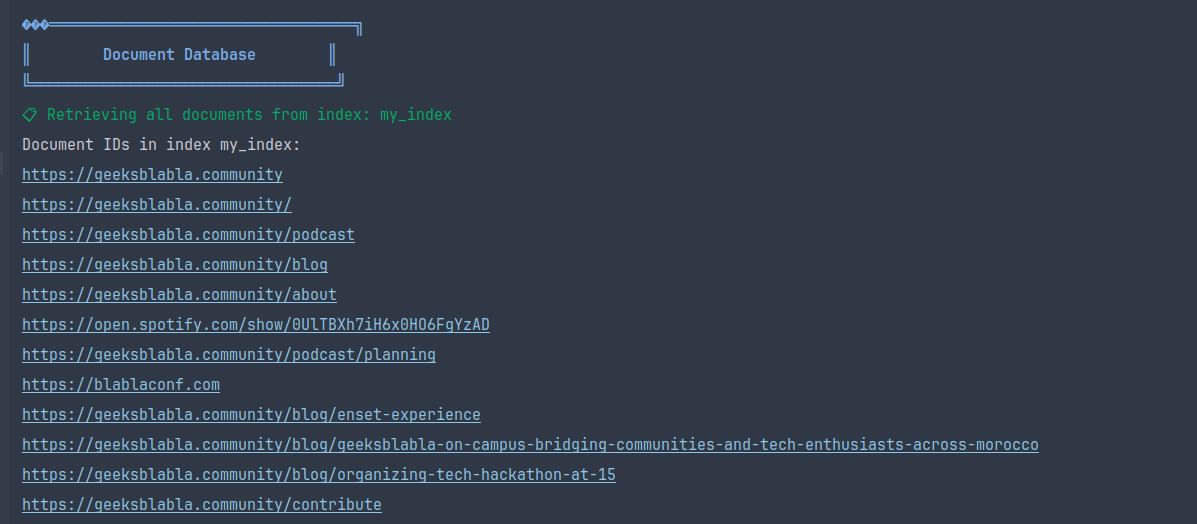 ���══════════════════════════════════╗
║        Document Database        ║
╚══════════════════════════════════╝
📋 Retrieving all documents from index: my_index
Document IDs in index my_index:
https://geeksblabla.community
https://geeksblabla.community/
https://geeksblabla.community/podcast
https://geeksblabla.community/blog
https://geeksblabla.community/about
https://open.spotify.com/show/0UlTBXh7iH6x0HO6FgYzAD
https://geeksblabla.community/podcast/planning
https://blablaconf.com
https://geeksblabla.community/blog/enset-experience
https://geeksblabla.community/blog/geeksblabla-on-campus-bridging-communities-and-tech-enthusiasts-across-morocco
https://geeksblabla.community/blog/organizing-tech-hackathon-at-15
https://geeksblabla.community/contribute